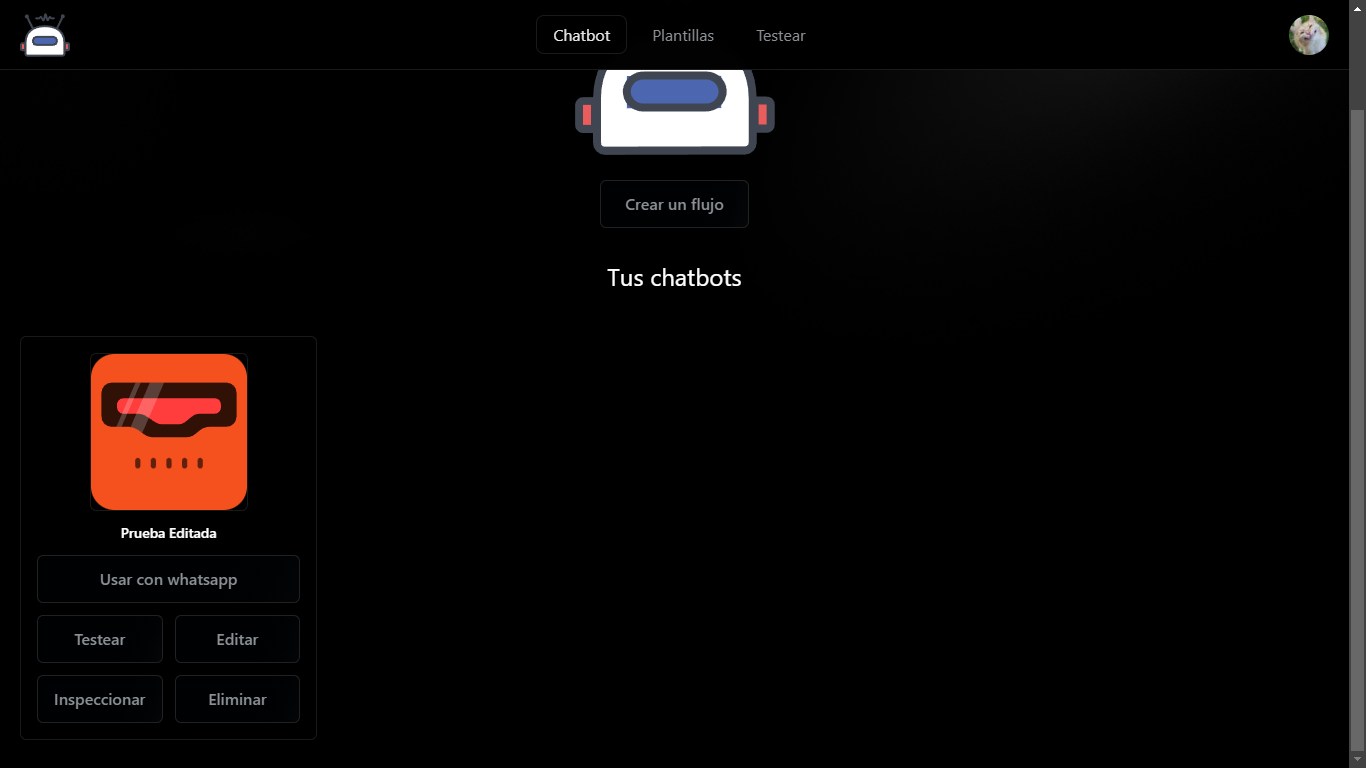 Chatbot
Plantillas
Testear
Crear un flujo
Tus chatbots
Prueba Editada
Usar con whatsapp
Testear
Editar
Inspeccionar
Eliminar